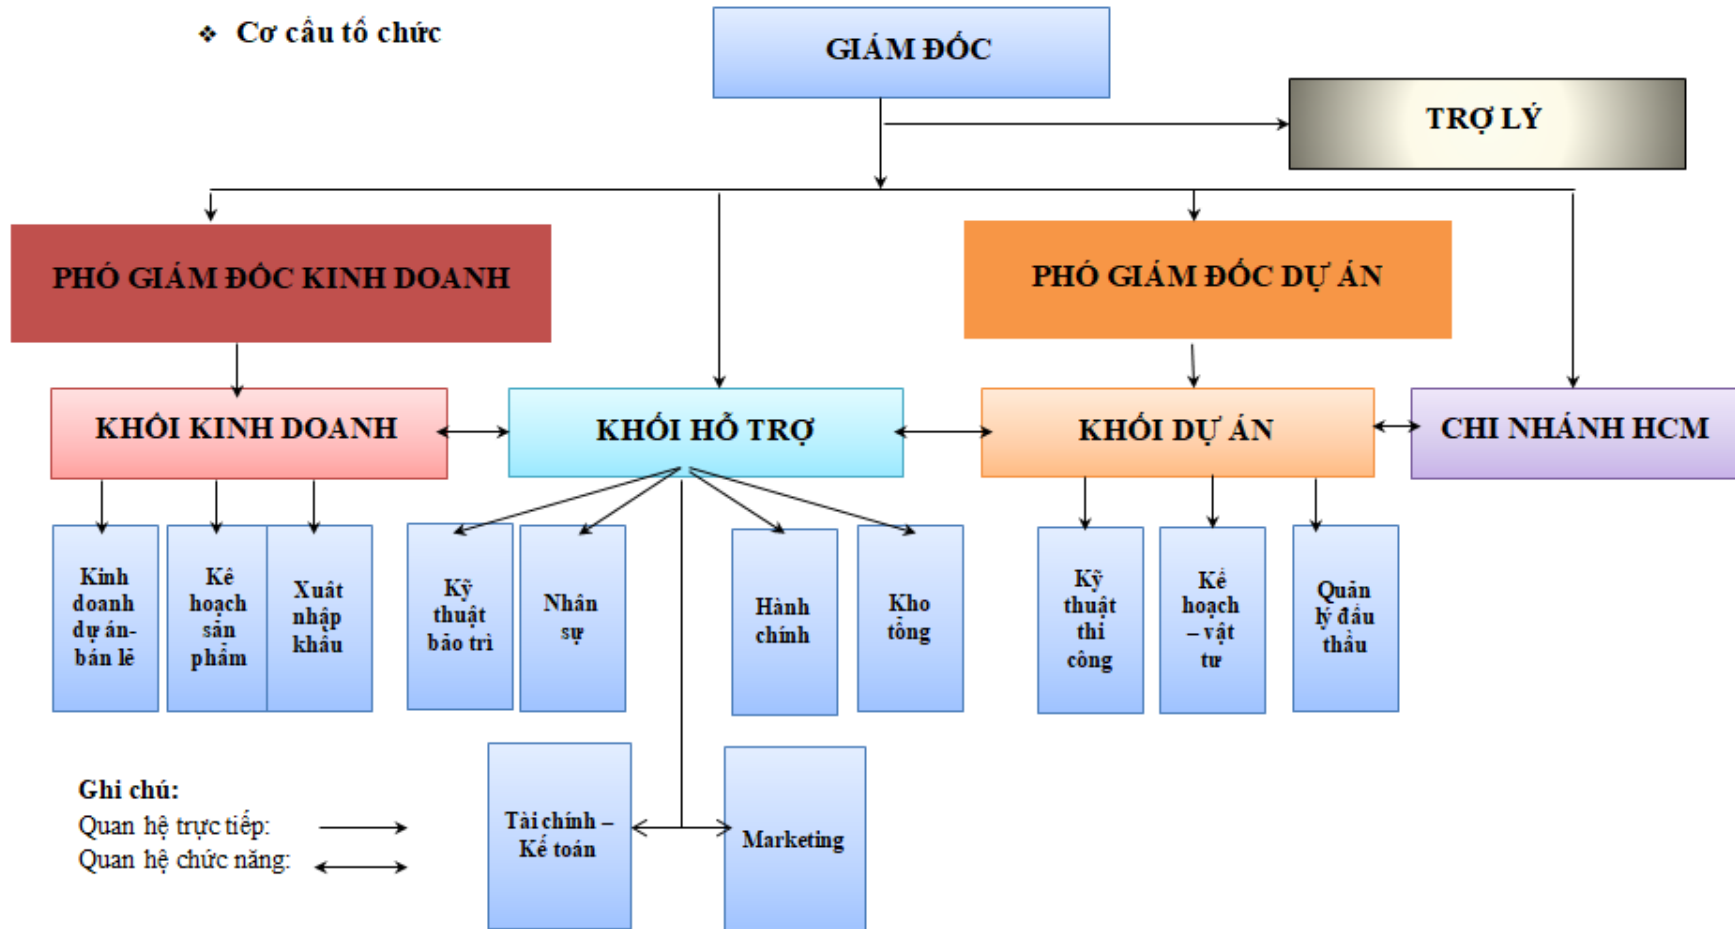 ❖ Cơ cấu tổ chức
GIÁM ĐỐC
TRỢ LÝ
PHÓ GIÁM ĐỐC KINH DOANH
PHÓ GIÁM ĐỐC DỰ ÁN
KHỐI KINH DOANH
KHỐI HỖ TRỢ
KHỐI DỰ ÁN
CHI NHÁNH HCM
Kinh
doanh
dự án-
bán lẻ
Kế
hoạch
sản
phẩm
Xuất
nhập
khẩu
Kỹ
thuật
bảo trì
Nhân
sự
Hành
chính
Kho
tổng
Kỹ
thuật
thi
công
Kế
hoạch
– vật
tư
Quản
lý đấu
thầu
Tài chính –
Kế toán
Marketing
Ghi chú:
Quan hệ trực tiếp:
Quan hệ chức năng: